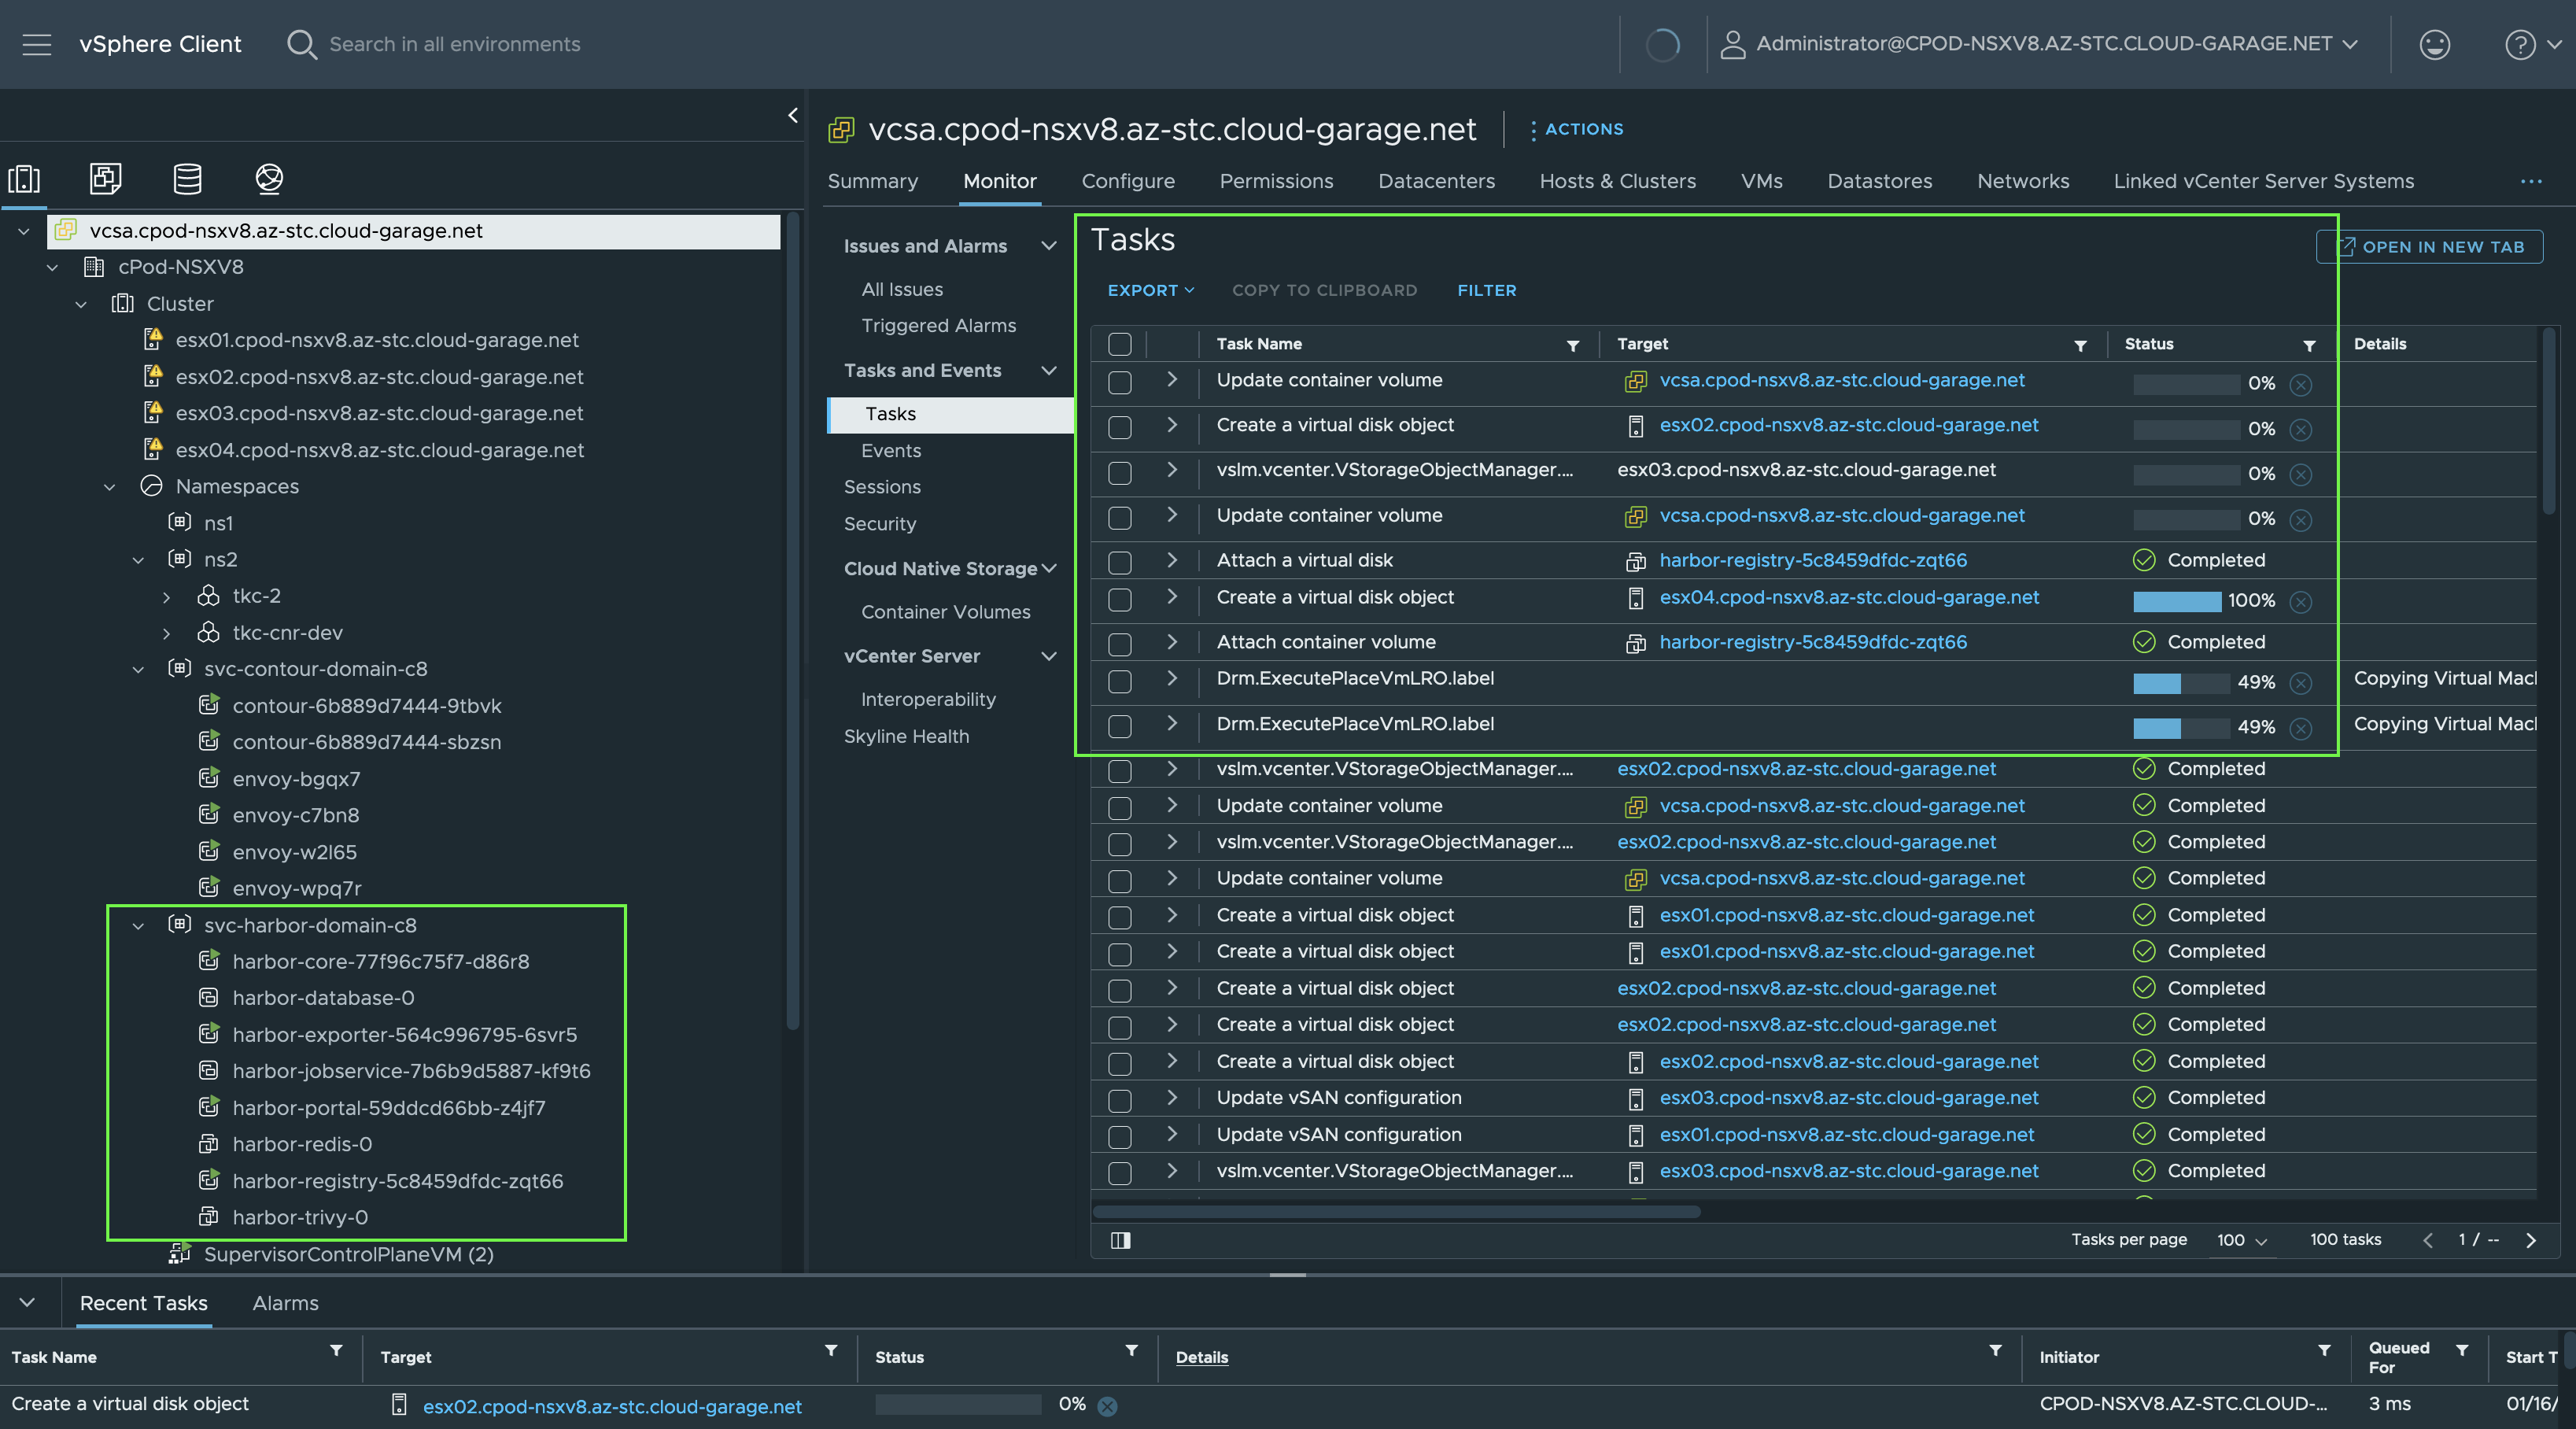 vSphere Client
Search in all environments
Administrator@CPOD-NSXV8.AZ-STC.CLOUD-GARAGE.NET
vcsa.cpod-nsxv8.az-stc.cloud-garage.net
cPod-NSXV8
Cluster
esx01.cpod-nsxv8.az-stc.cloud-garage.net
esx02.cpod-nsxv8.az-stc.cloud-garage.net
esx03.cpod-nsxv8.az-stc.cloud-garage.net
esx04.cpod-nsxv8.az-stc.cloud-garage.net
Namespaces
ns1
ns2
tkc-2
tkc-cnr-dev
svc-contour-domain-c8
contour-6b889d7444-9tbvk
contour-6b889d7444-sbzsn
envoy-bgqx7
envoy-c7bn8
envoy-w2l65
envoy-wpq7r
svc-harbor-domain-c8
harbor-core-77f96c75f7-d86r8
harbor-database-0
harbor-exporter-564c996795-6svr5
harbor-jobservice-7b6b9d5887-kf9t6
harbor-portal-59ddcd66bb-z4jf7
harbor-redis-0
harbor-registry-5c8459dfdc-zqt66
harbor-trivy-0
SupervisorControlPlaneVM (2)
vcsa.cpod-nsxv8.az-stc.cloud-garage.net ACTIONS
Summary Monitor Configure Permissions Datacenters Hosts & Clusters VMs Datastores Networks Linked vCenter Server Systems ...
Issues and Alarms
All Issues
Triggered Alarms
Tasks and Events
Tasks
Events
Sessions
Security
Cloud Native Storage
Container Volumes
vCenter Server
Interoperability
Skyline Health
Tasks
OPEN IN NEW TAB
EXPORT COPY TO CLIPBOARD FILTER
Task Name Target Status Details
Update container volume vcsa.cpod-nsxv8.az-stc.cloud-garage.net 0%
Create a virtual disk object esx02.cpod-nsxv8.az-stc.cloud-garage.net 0%
vslm.vcenter.VStorageObjectManager.... esx03.cpod-nsxv8.az-stc.cloud-garage.net 0%
Update container volume vcsa.cpod-nsxv8.az-stc.cloud-garage.net 0%
Attach a virtual disk harbor-registry-5c8459dfdc-zqt66 Completed
Create a virtual disk object esx04.cpod-nsxv8.az-stc.cloud-garage.net 100%
Attach container volume harbor-registry-5c8459dfdc-zqt66 Completed
Drm.ExecutePlaceVmLRO.label 49% Copying Virtual Macl
Drm.ExecutePlaceVmLRO.label 49% Copying Virtual Macl
vslm.vcenter.VStorageObjectManager.... esx02.cpod-nsxv8.az-stc.cloud-garage.net Completed
Update container volume vcsa.cpod-nsxv8.az-stc.cloud-garage.net Completed
vslm.vcenter.VStorageObjectManager.... esx02.cpod-nsxv8.az-stc.cloud-garage.net Completed
Update container volume vcsa.cpod-nsxv8.az-stc.cloud-garage.net Completed
Create a virtual disk object esx01.cpod-nsxv8.az-stc.cloud-garage.net Completed
Create a virtual disk object esx01.cpod-nsxv8.az-stc.cloud-garage.net Completed
Create a virtual disk object esx02.cpod-nsxv8.az-stc.cloud-garage.net Completed
Create a virtual disk object esx02.cpod-nsxv8.az-stc.cloud-garage.net Completed
Create a virtual disk object esx02.cpod-nsxv8.az-stc.cloud-garage.net Completed
Update vSAN configuration esx03.cpod-nsxv8.az-stc.cloud-garage.net Completed
Update vSAN configuration esx01.cpod-nsxv8.az-stc.cloud-garage.net Completed
vslm.vcenter.VStorageObjectManager.... esx03.cpod-nsxv8.az-stc.cloud-garage.net Completed
Tasks per page 100 100 tasks 1 / --
Recent Tasks Alarms
Task Name Target Status Details Initiator Queued For Start T
Create a virtual disk object esx02.cpod-nsxv8.az-stc.cloud-garage.net 0% CPOD-NSXV8.AZ-STC.CLOUD-... 3 ms 01/16/